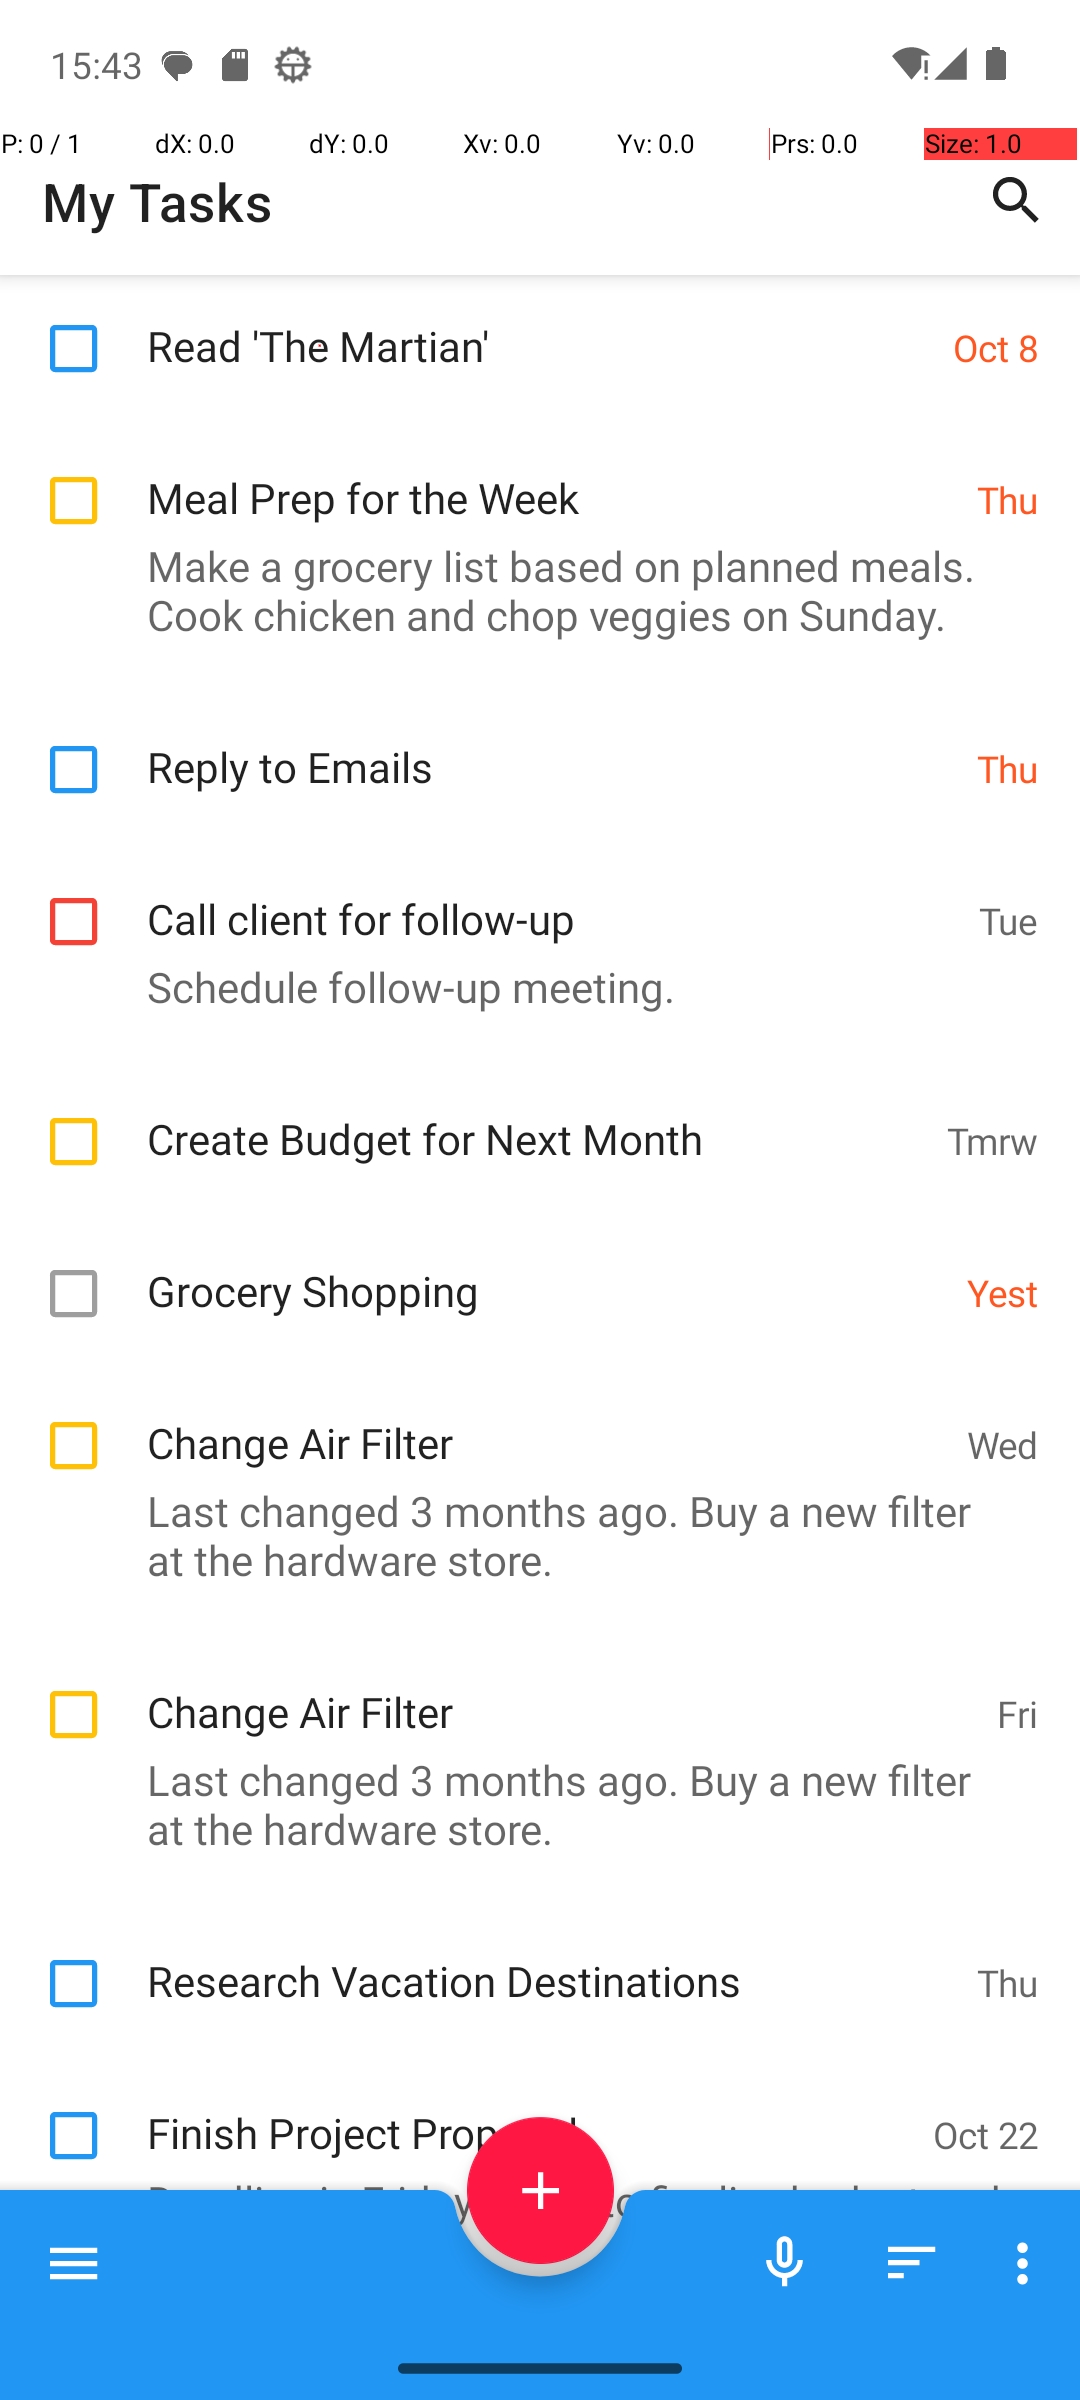 15:43
P: 0 / 1 dX: 0.0 dY: 0.0 Xv: 0.0 Yv: 0.0 Prs: 0.0 Size: 1.0
My Tasks
Read 'The Martian' Oct 8
Meal Prep for the Week Thu
Make a grocery list based on planned meals.
Cook chicken and chop veggies on Sunday.
Reply to Emails Thu
Call client for follow-up Tue
Schedule follow-up meeting.
Create Budget for Next Month Tmrw
Grocery Shopping Yest
Change Air Filter Wed
Last changed 3 months ago. Buy a new filter
at the hardware store.
Change Air Filter Fri
Last changed 3 months ago. Buy a new filter
at the hardware store.
Research Vacation Destinations Thu
Finish Project Oct 22